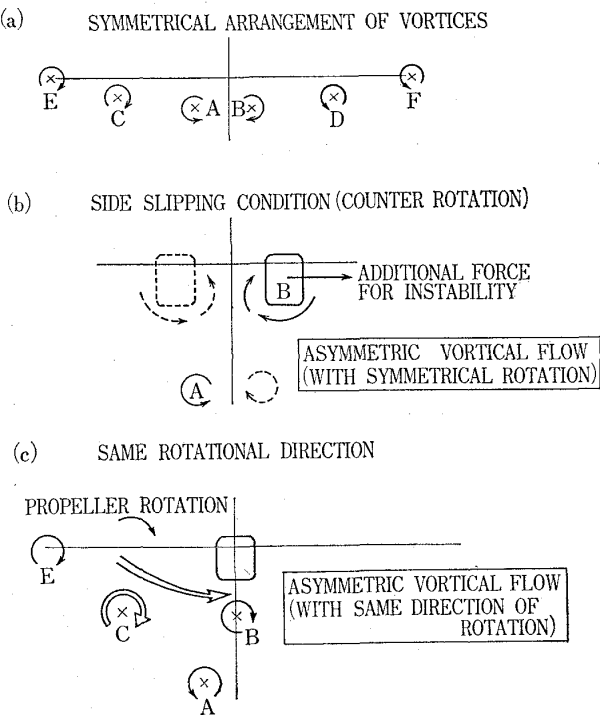 (a) SYMMETRICAL ARRANGEMENT OF VORTICES
E C A B D F
(b) SIDE SLIPPING CONDITION (COUNTER ROTATION)
B
ADDITIONAL FORCE
FOR INSTABILITY
ASYMMETRIC VORTICAL FLOW
(WITH SYMMETRICAL ROTATION)
A
(c) SAME ROTATIONAL DIRECTION
PROPELLER ROTATION
E
ASYMMETRIC VORTICAL FLOW
(WITH SAME DIRECTION OF
ROTATION)
C
B
A